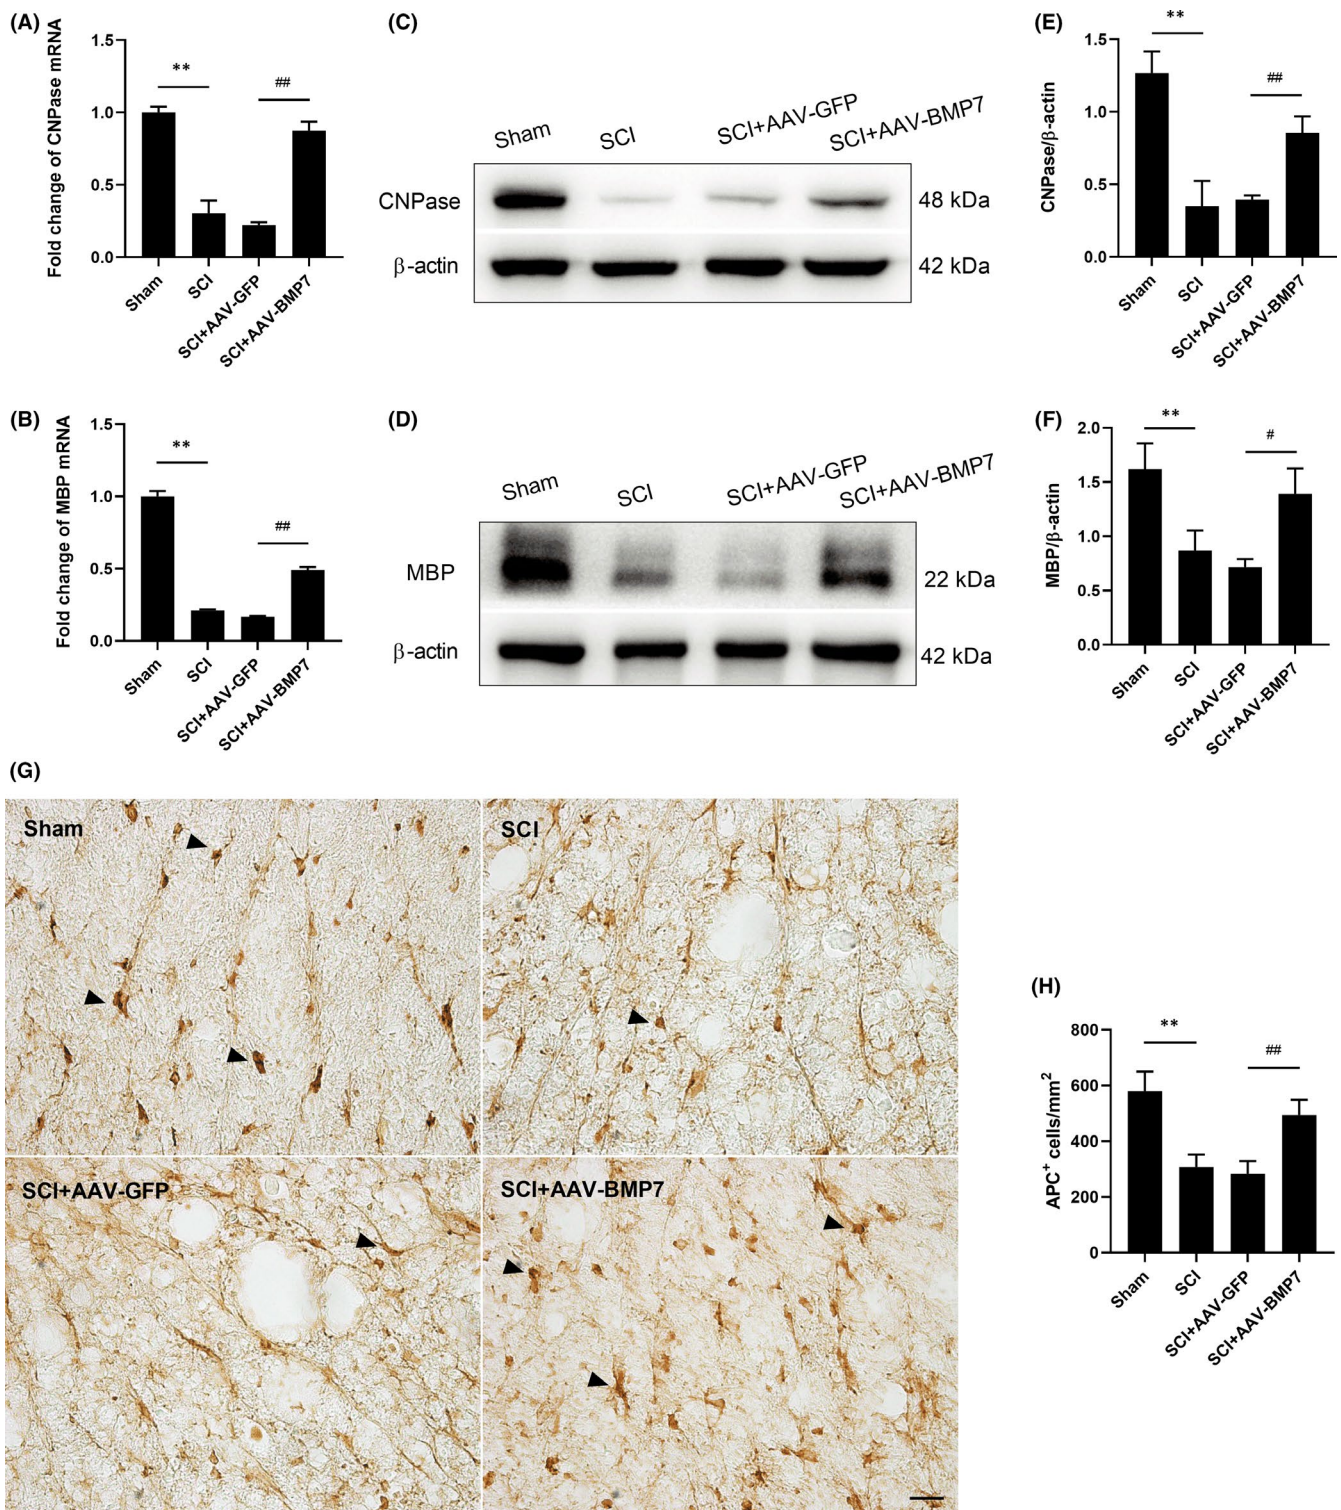 (A)
Fold change of CNPase mRNA
1.5
1.0
0.5
0.0
**
##
Sham
SCI
SCI+AAV-GFP
SCI+AAV-BMP7
(C)
Sham
SCI
SCI+AAV-GFP
SCI+AAV-BMP7
CNPase
48 kDa
β-actin
42 kDa
(E)
CNPase/β-actin
1.5
1.0
0.5
0.0
**
##
Sham
SCI
SCI+AAV-GFP
SCI+AAV-BMP7
(B)
Fold change of MBP mRNA
1.5
1.0
0.5
0.0
**
##
Sham
SCI
SCI+AAV-GFP
SCI+AAV-BMP7
(D)
Sham
SCI
SCI+AAV-GFP
SCI+AAV-BMP7
MBP
22 kDa
β-actin
42 kDa
(F)
MBP/β-actin
2.0
1.5
1.0
0.5
0.0
**
#
Sham
SCI
SCI+AAV-GFP
SCI+AAV-BMP7
(G)
Sham
SCI
SCI+AAV-GFP
SCI+AAV-BMP7
(H)
APC⁺ cells/mm²
800
600
400
200
0
**
##
Sham
SCI
SCI+AAV-GFP
SCI+AAV-BMP7